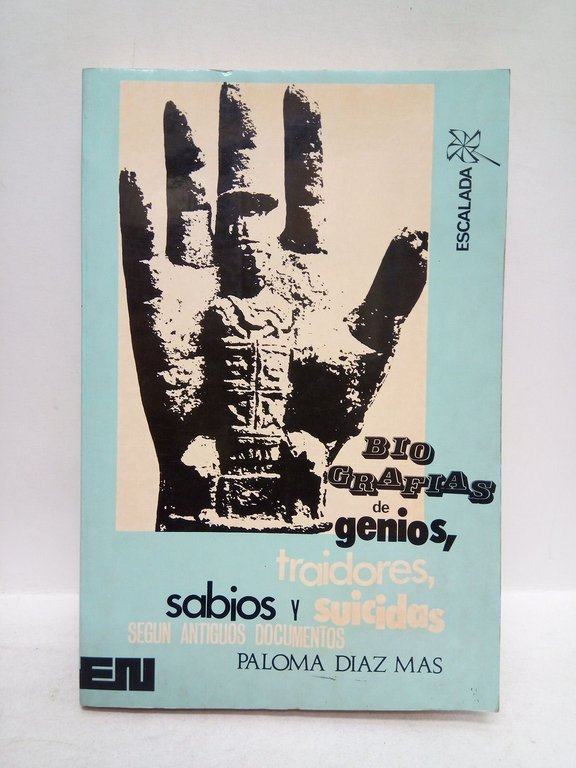 ESCALADA
BIO
GRAFIAS
de
genios,
traidores,
sabios y suicidas
SEGUN ANTIGUOS DOCUMENTOS
PALOMA DIAZ MAS
EN